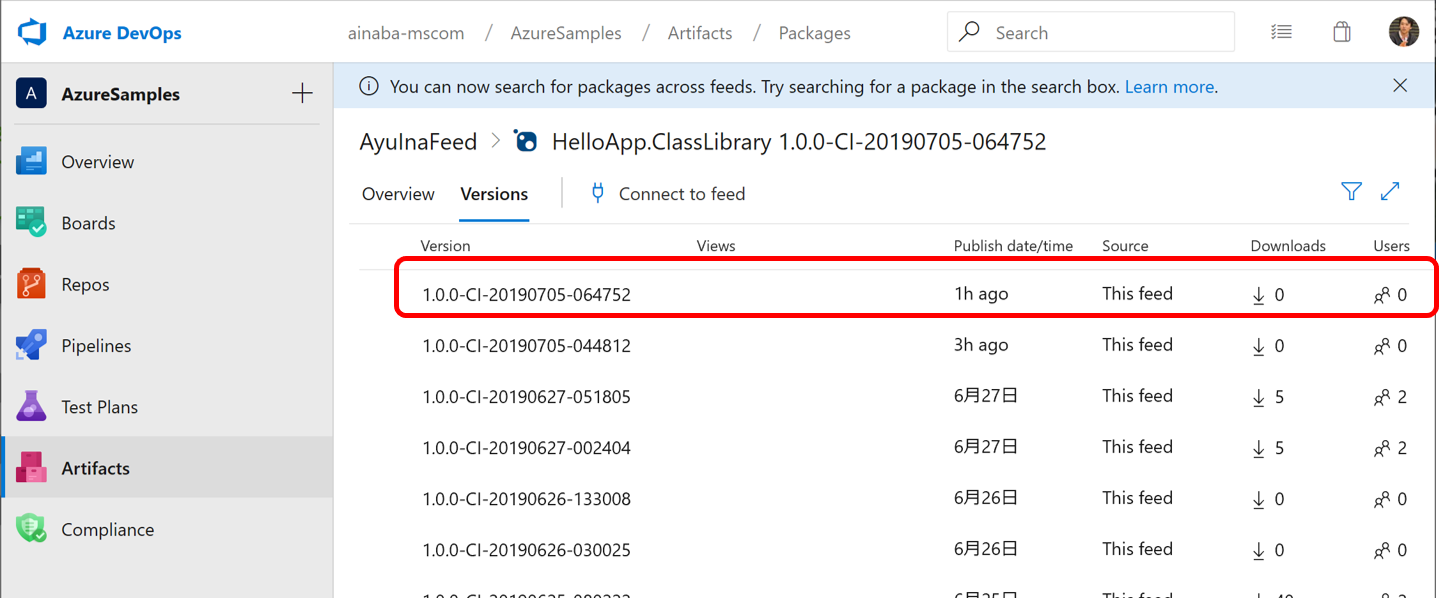 Azure DevOps
ainaba-mscom / AzureSamples / Artifacts / Packages
Search
A
AzureSamples
You can now search for packages across feeds. Try searching for a package in the search box. Learn more.
AyuInaFeed > HelloApp.ClassLibrary 1.0.0-CI-20190705-064752
Overview
Boards
Repos
Pipelines
Test Plans
Artifacts
Compliance
Overview Versions Connect to feed
Version Views Publish date/time Source Downloads Users
1.0.0-CI-20190705-064752 1h ago This feed 0 0
1.0.0-CI-20190705-044812 3h ago This feed 0 0
1.0.0-CI-20190627-051805 6月27日 This feed 5 2
1.0.0-CI-20190627-002404 6月27日 This feed 5 2
1.0.0-CI-20190626-133008 6月26日 This feed 0 0
1.0.0-CI-20190626-030025 6月26日 This feed 0 0